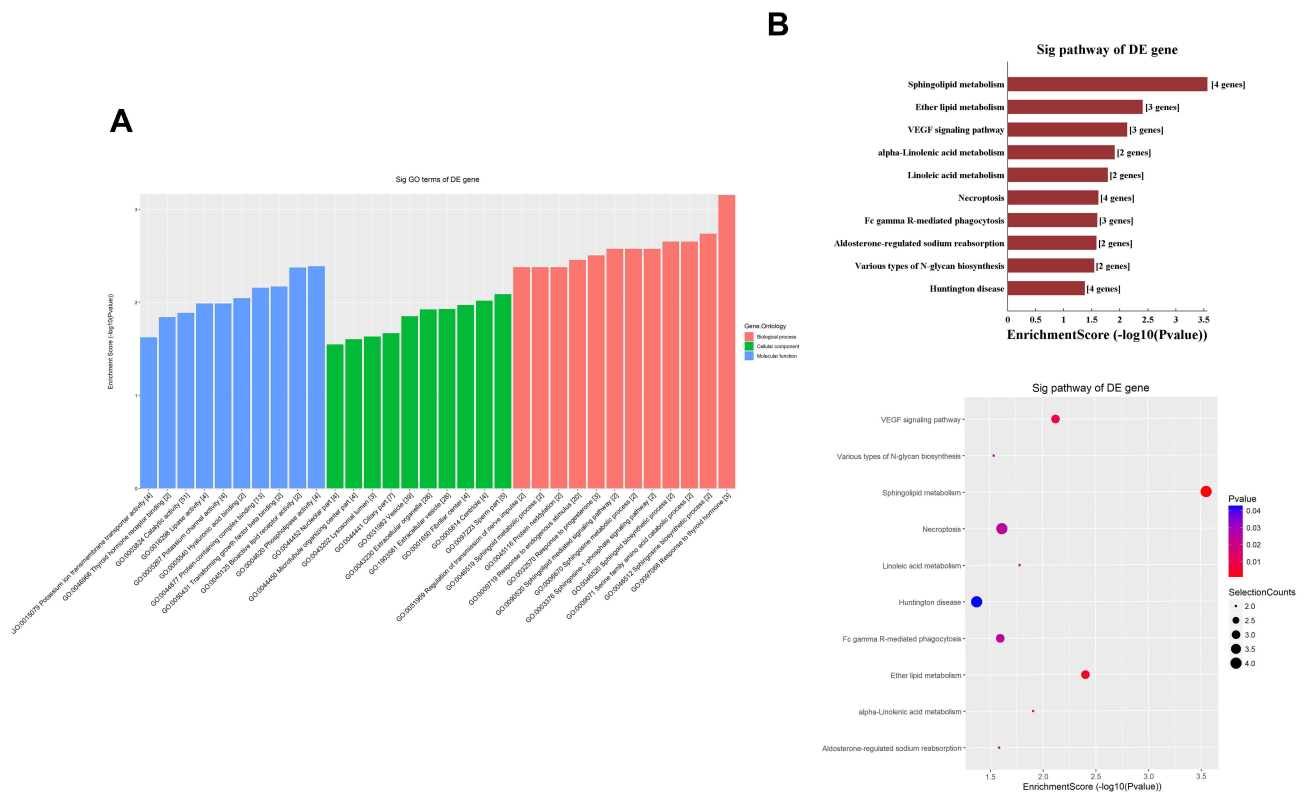 A
Sig GO terms of DE gene
Enrichment Score (-log10(Pvalue))
3
2
1
0
GO:0015079 Potassium ion transmembrane transporter activity [4]
GO:0046966 Thyroid hormone receptor binding [2]
GO:0003824 Catalytic activity [51]
GO:0016298 Lipase activity [4]
GO:0005267 Potassium channel activity [4]
GO:0005540 Hyaluronic acid binding [2]
GO:0044877 Protein-containing complex binding [13]
GO:0050431 Transforming growth factor beta binding [2]
GO:0045125 Bioactive lipid receptor activity [2]
GO:0004620 Phospholipase activity [4]
GO:0044452 Nucleolar part [4]
GO:0044450 Microtubule organizing center part [4]
GO:0043202 Lysosomal lumen [3]
GO:0044441 Ciliary part [7]
GO:0031982 Vesicle [39]
GO:0043230 Extracellular organelle [26]
GO:1903561 Extracellular vesicle [26]
GO:0001650 Fibrillar center [4]
GO:0005814 Centriole [4]
GO:0097223 Sperm part [5]
GO:0051969 Regulation of transmission of nerve impulse [2]
GO:0046519 Sphingoid metabolic process [2]
GO:0045116 Protein neddylation [2]
GO:0009719 Response to endogenous stimulus [20]
GO:0032570 Response to progesterone [3]
GO:0090520 Sphingolipid mediated signaling pathway [2]
GO:0006670 Sphingosine metabolic process [2]
GO:0003376 Sphingosine-1-phosphate signaling pathway [2]
GO:0046520 Sphingoid biosynthetic process [2]
GO:0009071 Serine family amino acid catabolic process [2]
GO:0046512 Sphingosine biosynthetic process [2]
GO:0097068 Response to thyroid hormone [3]
Gene.Ontology
Biological process
Cellular component
Molecular function
B
Sig pathway of DE gene
Sphingolipid metabolism [4 genes]
Ether lipid metabolism [3 genes]
VEGF signaling pathway [3 genes]
alpha-Linolenic acid metabolism [2 genes]
Linoleic acid metabolism [2 genes]
Necroptosis [4 genes]
Fc gamma R-mediated phagocytosis [3 genes]
Aldosterone-regulated sodium reabsorption [2 genes]
Various types of N-glycan biosynthesis [2 genes]
Huntington disease [4 genes]
0 0.5 1.0 1.5 2.0 2.5 3.0 3.5
EnrichmentScore (-log10(Pvalue))
Sig pathway of DE gene
VEGF signaling pathway
Various types of N-glycan biosynthesis
Sphingolipid metabolism
Necroptosis
Linoleic acid metabolism
Huntington disease
Fc gamma R-mediated phagocytosis
Ether lipid metabolism
alpha-Linolenic acid metabolism
Aldosterone-regulated sodium reabsorption
1.5 2.0 2.5 3.0 3.5
EnrichmentScore (-log10(Pvalue))
Pvalue
0.04
0.03
0.02
0.01
SelectionCounts
2.0
2.5
3.0
3.5
4.0